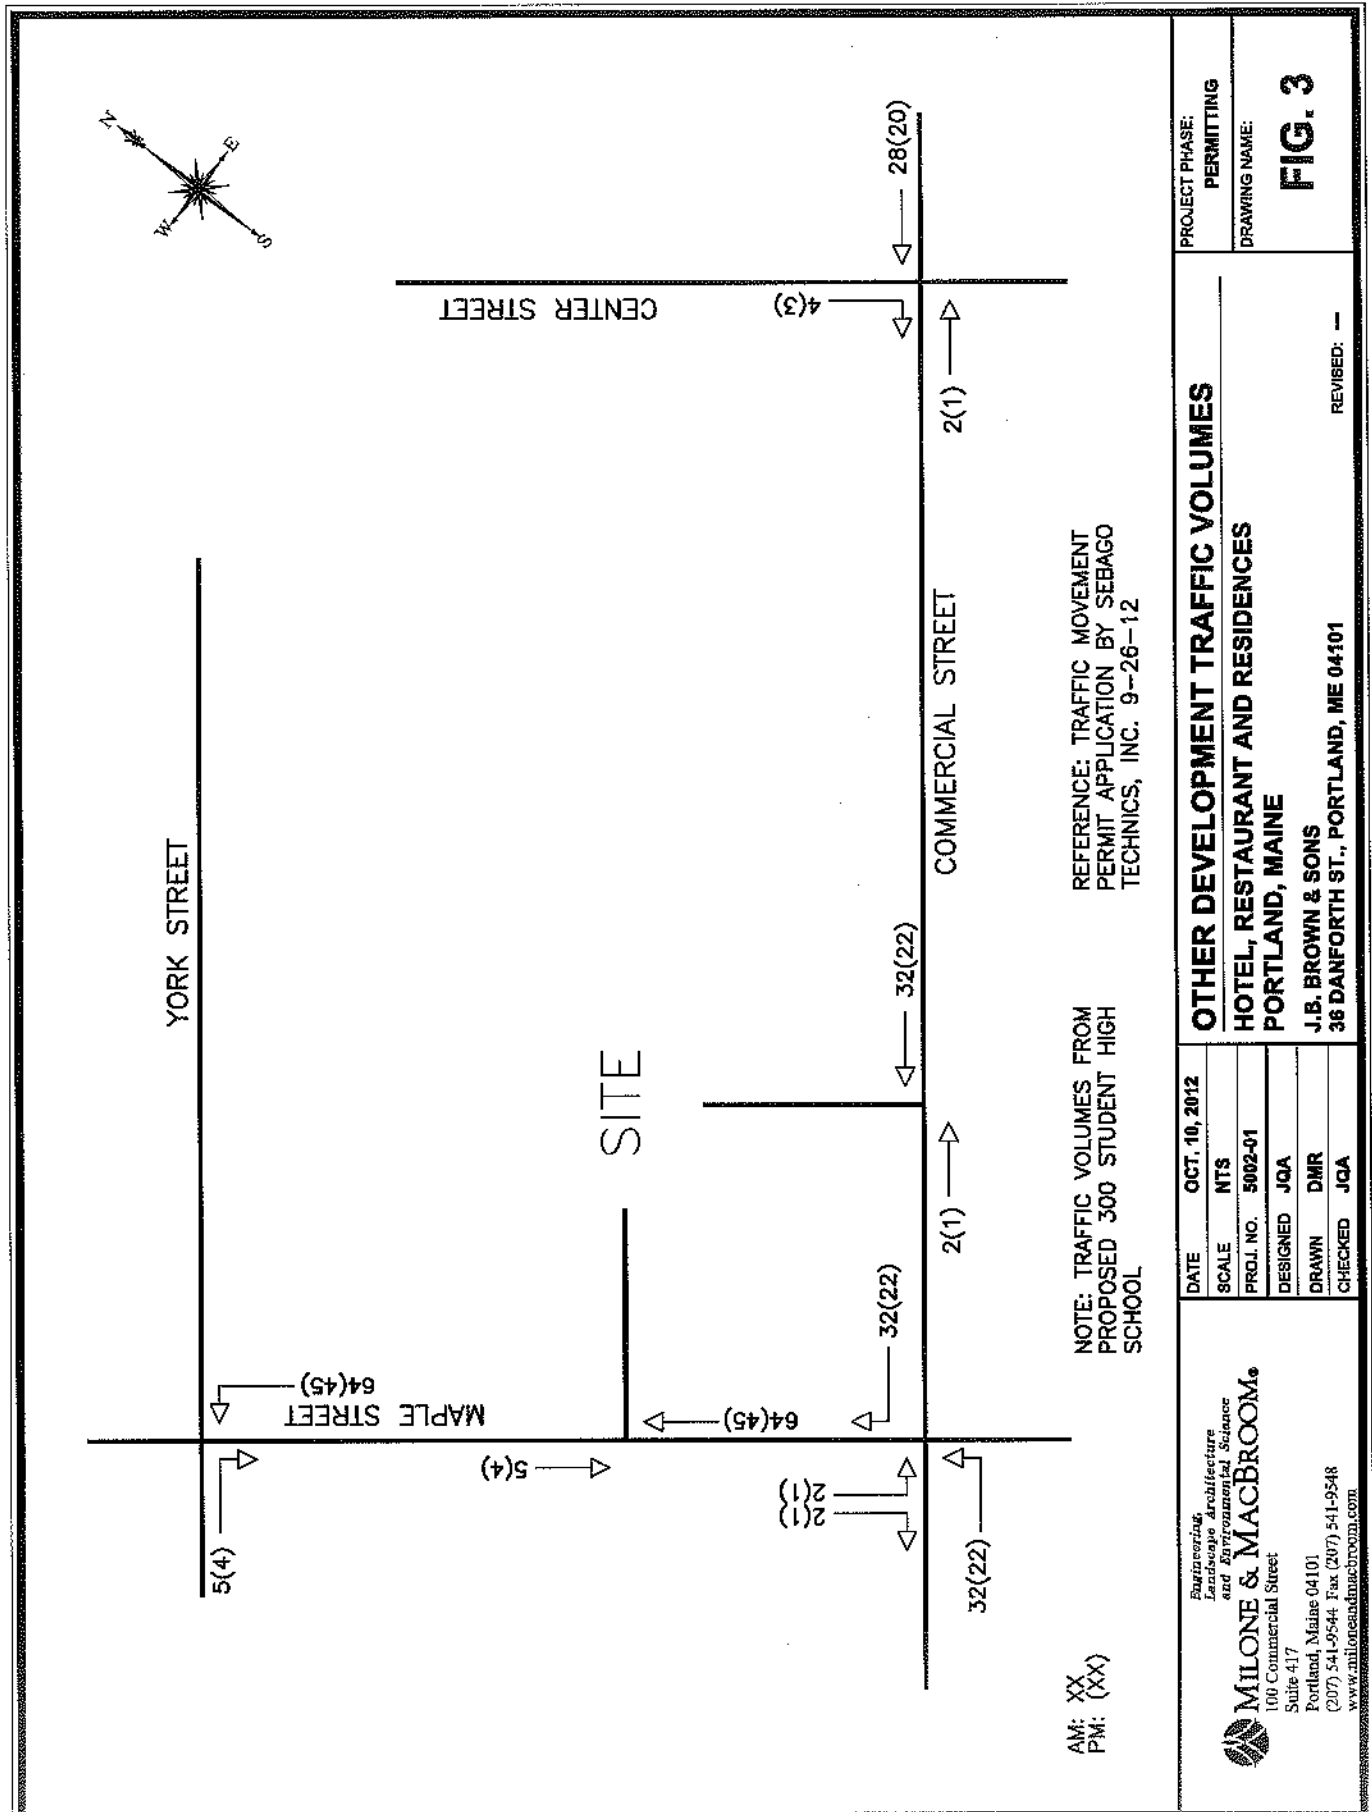 N
E
W
S
YORK STREET
64(45)
5(4)
MAPLE STREET
5(4)
SITE
64(45)
2(1)
2(1)
32(22)
32(22)
32(22)
2(1)
COMMERCIAL STREET
CENTER STREET
4(3)
28(20)
2(1)
AM: XX
PM: (XX)
NOTE: TRAFFIC VOLUMES FROM
PROPOSED 300 STUDENT HIGH
SCHOOL
REFERENCE: TRAFFIC MOVEMENT
PERMIT APPLICATION BY SEBAGO
TECHNICS, INC. 9-26-12
Engineering,
Landscape Architecture
and Environmental Science
MILONE & MACBROOM®
100 Commercial Street
Suite 417
Portland, Maine 04101
(207) 541-9544 Fax (207) 541-9548
www.miloneandmacbroom.com
DATE OCT. 10, 2012
SCALE NTS
PROJ. NO. 5002-01
DESIGNED JQA
DRAWN DMR
CHECKED JQA
OTHER DEVELOPMENT TRAFFIC VOLUMES
HOTEL, RESTAURANT AND RESIDENCES
PORTLAND, MAINE
J.B. BROWN & SONS
36 DANFORTH ST., PORTLAND, ME 04101
REVISED: —
PROJECT PHASE:
PERMITTING
DRAWING NAME:
FIG. 3